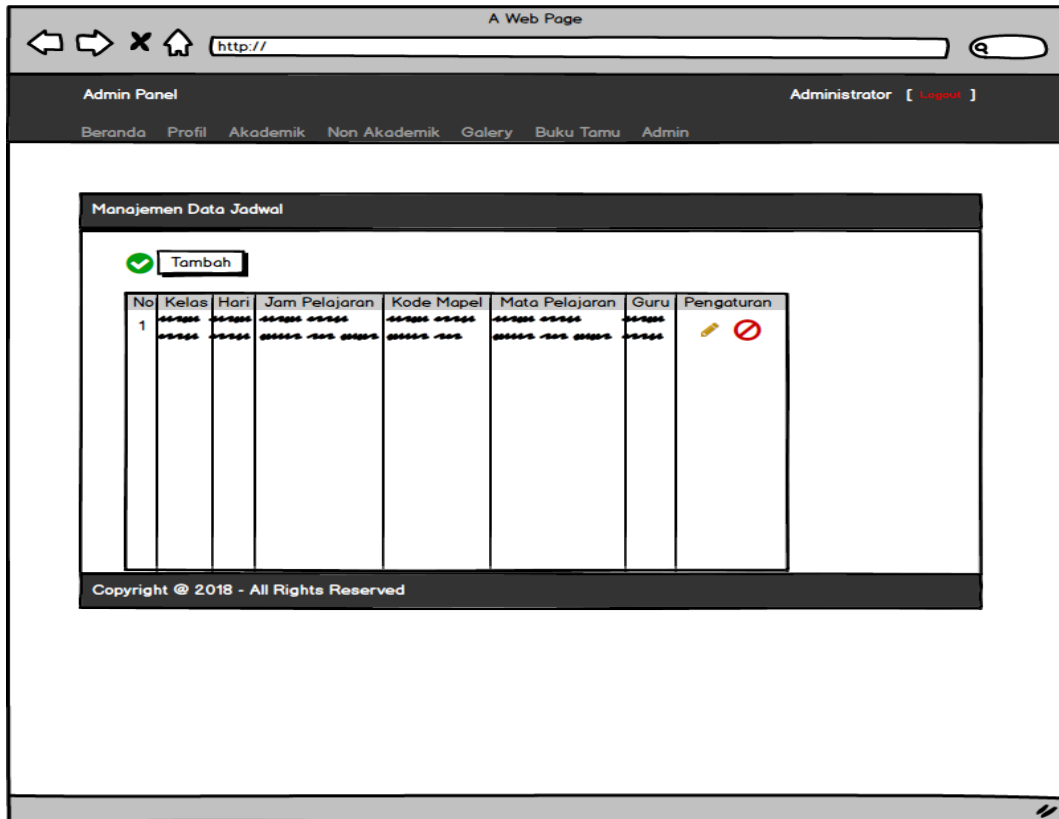 A Web Page
http://
Admin Panel Administrator [ Logout ]
Beranda Profil Akademik Non Akademik Galery Buku Tamu Admin
Manajemen Data Jadwal
Tambah
No Kelas Hari Jam Pelajaran Kode Mapel Mata Pelajaran Guru Pengaturan
1
Copyright @ 2018 - All Rights Reserved